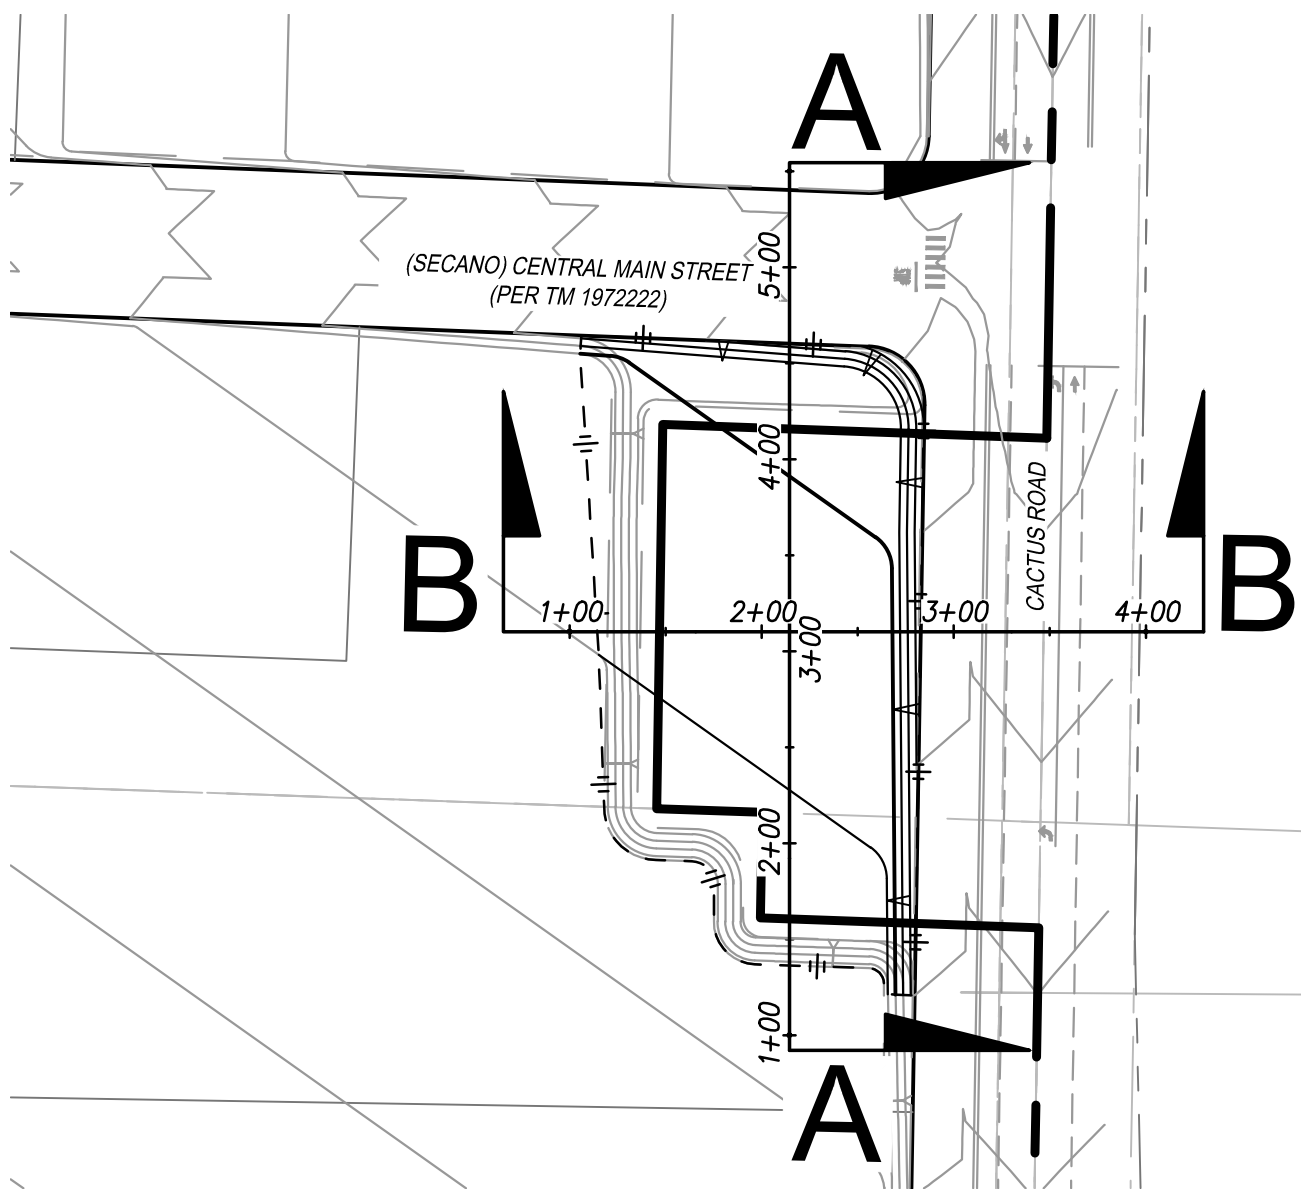 A
(SECANO) CENTRAL MAIN STREET
(PER TM 1972222)
5+00
4+00
CACTUS ROAD
B
B
1+00
2+00
3+00
4+00
3+00
2+00
1+00
A